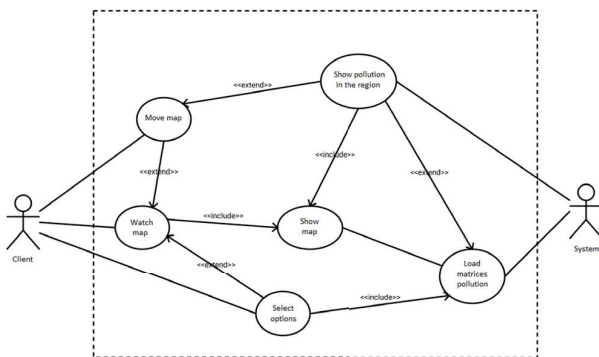 Show pollution
in the region
<<extend>>
Move map
<<include>>
<<extend>>
<<extend>>
Watch
map
<<include>>
Show
map
Client
System
<<extend>>
Load
matrices
pollution
Select
options
<<include>>